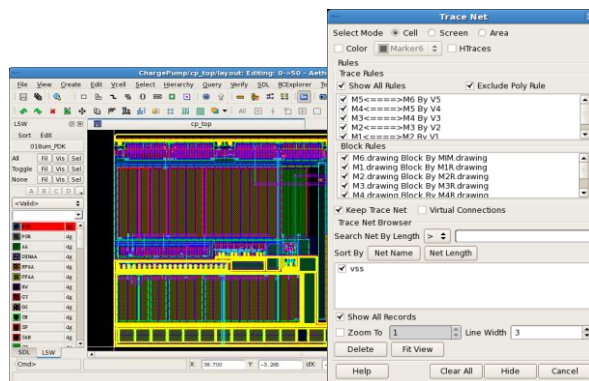 Trace Net
Select Mode Cell Screen Area
Color Marker6 HTraces
Rules
Trace Rules
Show All Rules Exclude Poly Rule
M5<====>M6 By V5
M4<====>M5 By V4
M3<====>M4 By V3
M2<====>M3 By V2
M1<====>M2 By V1
Block Rules
M6.drawing Block By MIM.drawing
M1.drawing Block By M1R.drawing
M2.drawing Block By M2R.drawing
M3.drawing Block By M3R.drawing
M4.drawing Block By M4R.drawing
Keep Trace Net Virtual Connections
Trace Net Browser
Search Net By Length >
Sort By Net Name Net Length
vss
Show All Records
Zoom To 1 Line Width 3
Delete Fit View
Help Clear All Hide Cancel
ChargePump/cp_top/layout: Editing: 0->50 - Aeth
File View Create Edit Vcell Select Hierarchy Query Verify SDL RCExplorer To
LSW cp_top
Sort Edit
018um_PDK
All Fil Vis Sel
Toggle Fil Vis Sel
None Fil Vis Sel
A B C D
<Valid>
SDL LSW
Cmd> X: 38.700 Y: -3.265 dX: